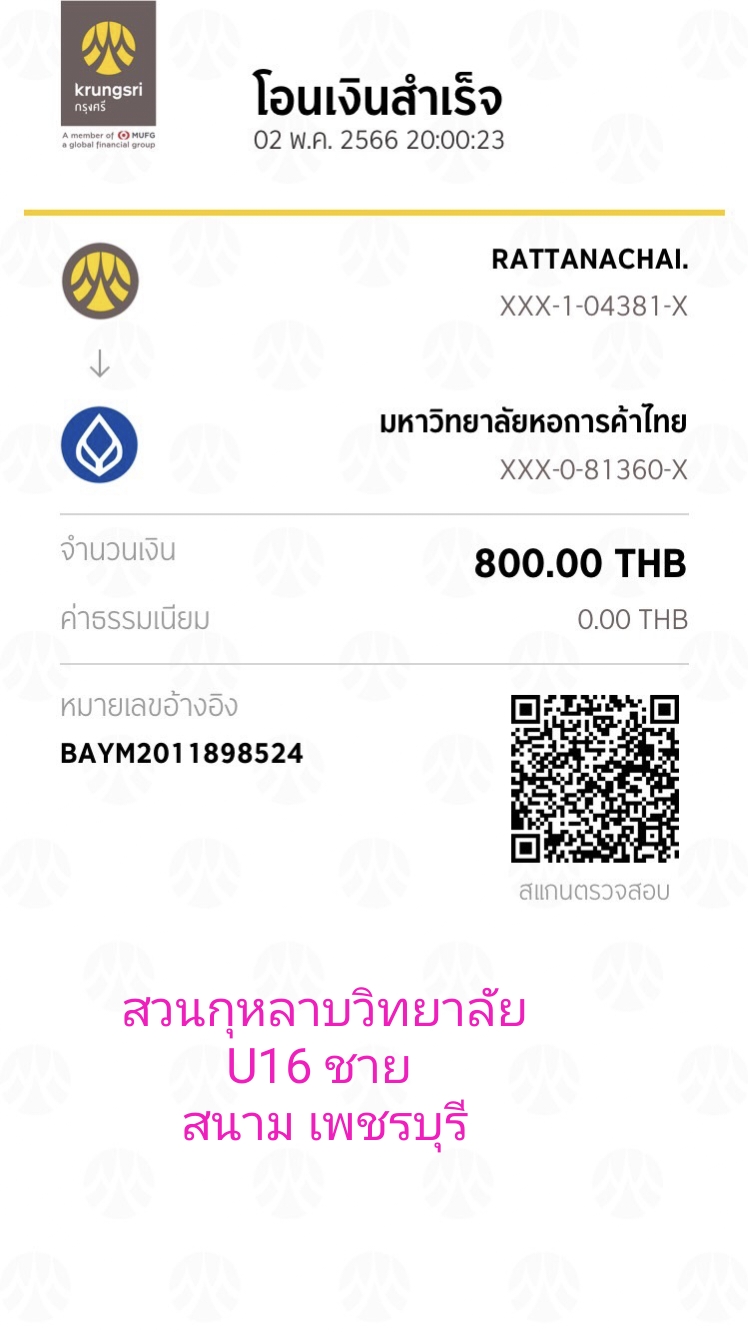 krungsri
กรุงศรี
A member of MUFG
a global financial group
โอนเงินสำเร็จ
02 พ.ค. 2566 20:00:23
RATTANACHAI.
XXX-1-04381-X
มหาวิทยาลัยหอการค้าไทย
XXX-0-81360-X
จำนวนเงิน 800.00 THB
ค่าธรรมเนียม 0.00 THB
หมายเลขอ้างอิง
BAYM2011898524
สแกนตรวจสอบ
สวนกุหลาบวิทยาลัย
U16 ชาย
สนาม เพชรบุรี